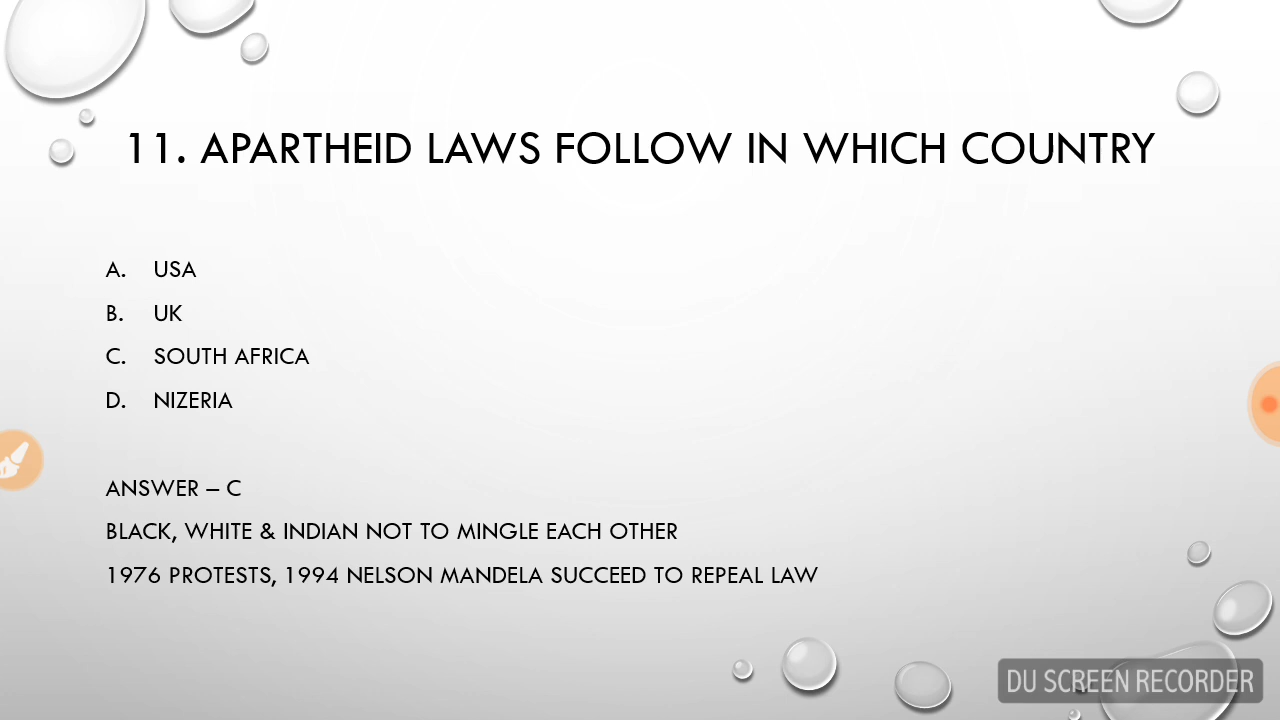 11. APARTHEID LAWS FOLLOW IN WHICH COUNTRY
A. USA
B. UK
C. SOUTH AFRICA
D. NIZERIA
ANSWER – C
BLACK, WHITE & INDIAN NOT TO MINGLE EACH OTHER
1976 PROTESTS, 1994 NELSON MANDELA SUCCEED TO REPEAL LAW
DU SCREEN RECORDER